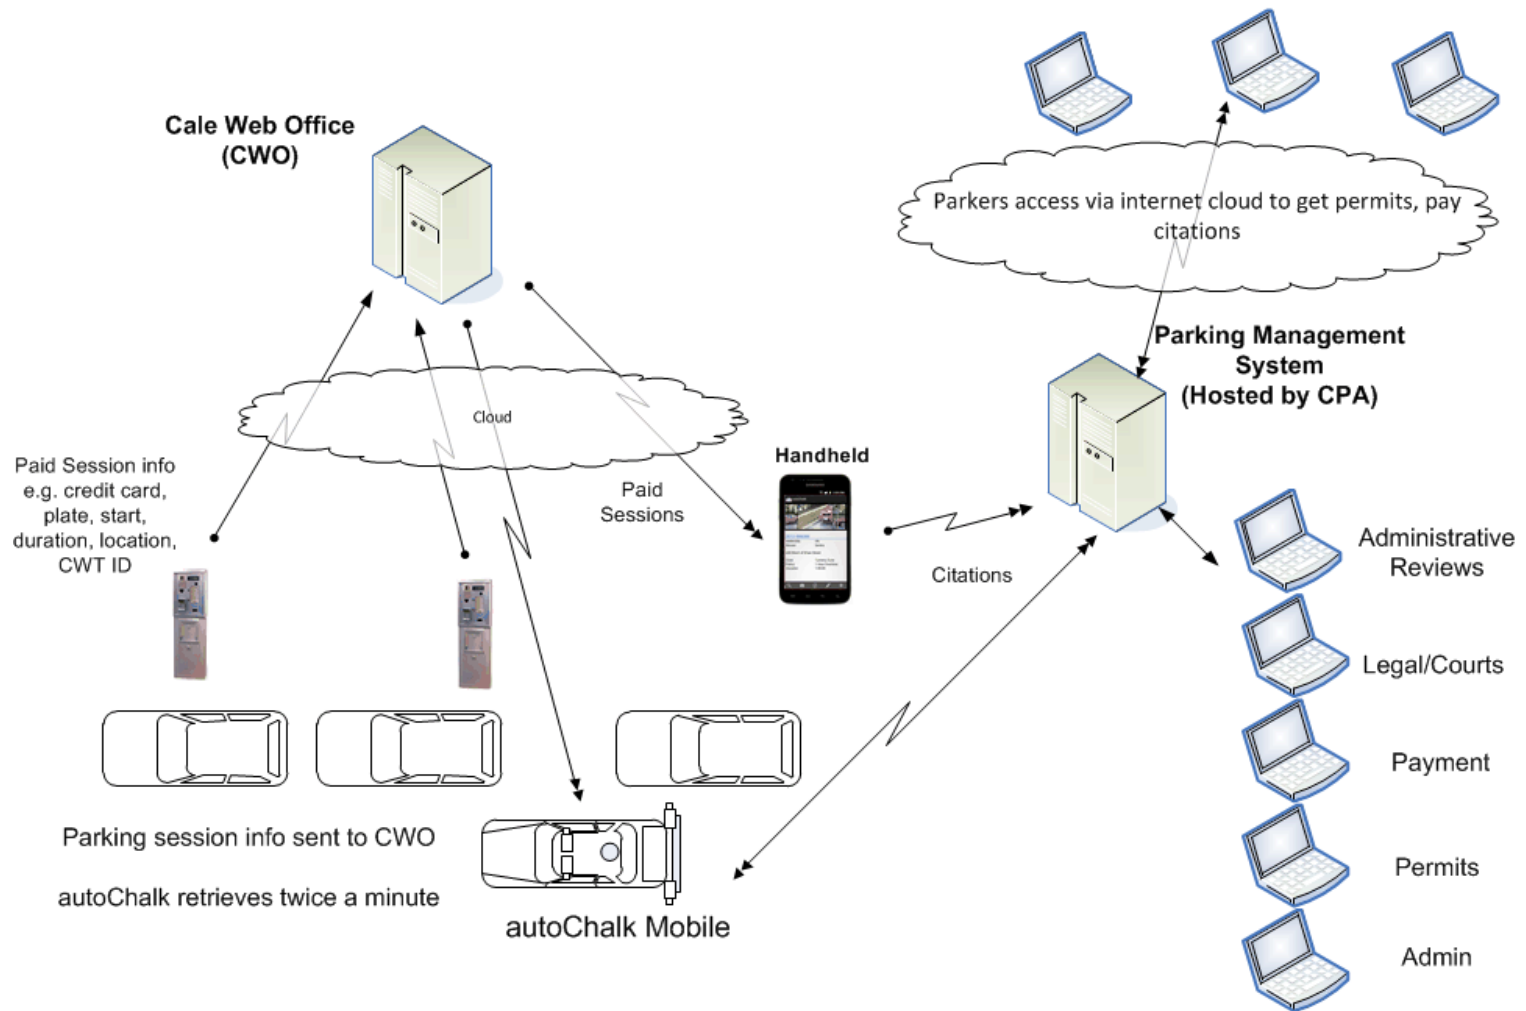 Cale Web Office
(CWO)
Parkers access via internet cloud to get permits, pay
citations
Parking Management
System
(Hosted by CPA)
Cloud
Paid Session info
e.g. credit card,
plate, start,
duration, location,
CWT ID
Paid
Sessions
Handheld
Citations
Administrative
Reviews
Legal/Courts
Payment
Permits
Admin
Parking session info sent to CWO
autoChalk retrieves twice a minute
autoChalk Mobile